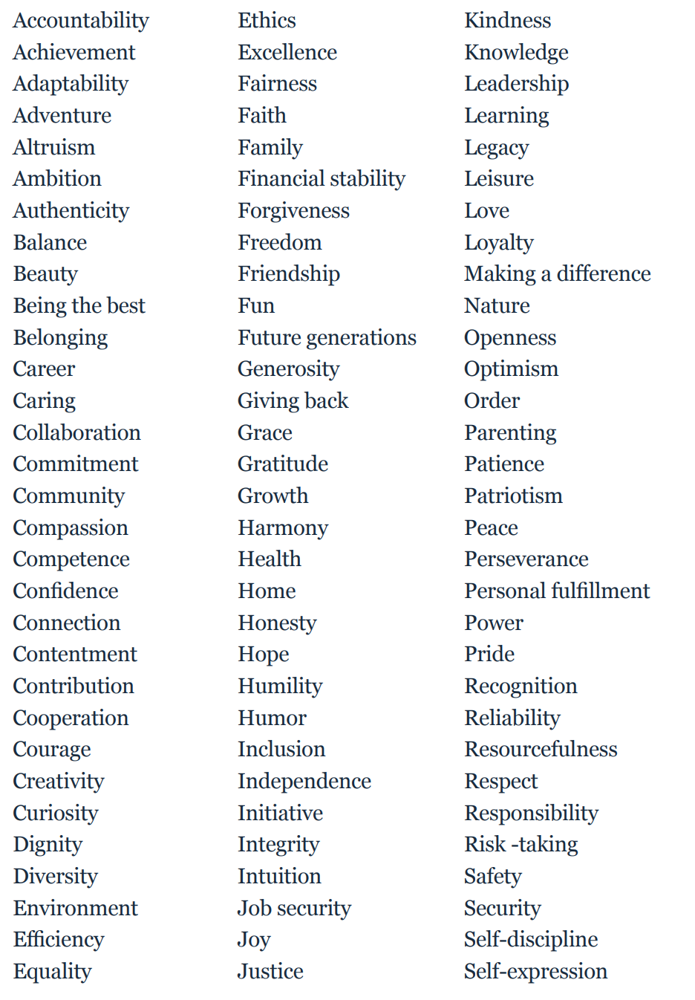 Accountability
Achievement
Adaptability
Adventure
Altruism
Ambition
Authenticity
Balance
Beauty
Being the best
Belonging
Career
Caring
Collaboration
Commitment
Community
Compassion
Competence
Confidence
Connection
Contentment
Contribution
Cooperation
Courage
Creativity
Curiosity
Dignity
Diversity
Environment
Efficiency
Equality
Ethics
Excellence
Fairness
Faith
Family
Financial stability
Forgiveness
Freedom
Friendship
Fun
Future generations
Generosity
Giving back
Grace
Gratitude
Growth
Harmony
Health
Home
Honesty
Hope
Humility
Humor
Inclusion
Independence
Initiative
Integrity
Intuition
Job security
Joy
Justice
Kindness
Knowledge
Leadership
Learning
Legacy
Leisure
Love
Loyalty
Making a difference
Nature
Openness
Optimism
Order
Parenting
Patience
Patriotism
Peace
Perseverance
Personal fulfillment
Power
Pride
Recognition
Reliability
Resourcefulness
Respect
Responsibility
Risk -taking
Safety
Security
Self-discipline
Self-expression